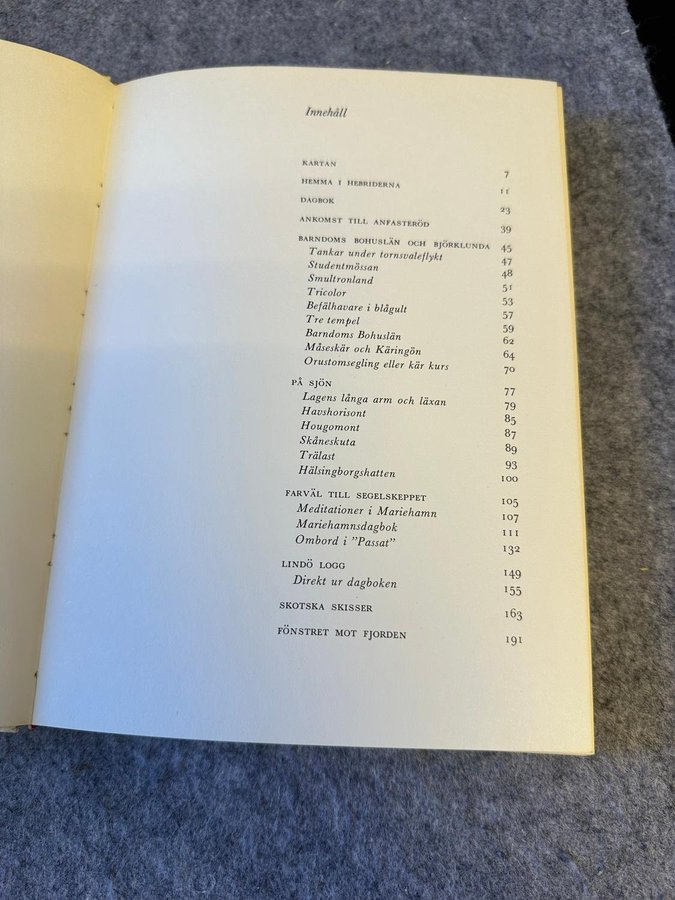 Innehåll
KARTAN 7
HEMMA I HEBRIDERNA 11
DAGBOK 23
ANKOMST TILL ANFASTERÖD 39
BARNDOMS BOHUSLÄN OCH BJÖRKLUNDA 45
Tankar under tornsvaleflykt 47
Studentmössan 48
Smultronland 51
Tricolor 53
Befälhavare i blågult 57
Tre tempel 59
Barndoms Bohuslän 62
Måseskär och Käringön 64
Orustomsegling eller kär kurs 70
PÅ SJÖN 77
Lagens långa arm och läxan 79
Havshorisont 85
Hougomont 87
Skåneskuta 89
Trälast 93
Hälsingborgshatten 100
FARVÄL TILL SEGELSKEPPET 105
Meditationer i Mariehamn 107
Mariehamnsdagbok 111
Ombord i ”Passat” 132
LINDÖ LOGG 149
Direkt ur dagboken 155
SKOTSKA SKISSER 163
FÖNSTRET MOT FJORDEN 191